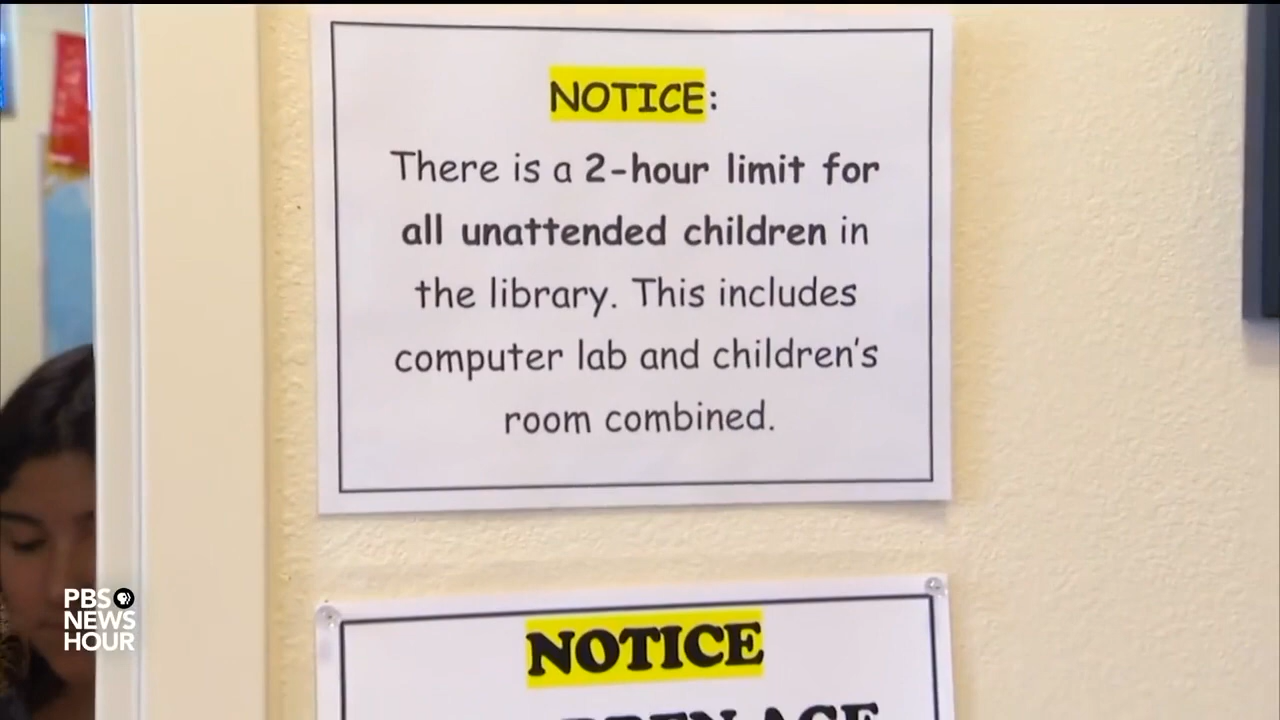 NOTICE:
There is a 2-hour limit for
all unattended children in
the library. This includes
computer lab and children's
room combined.
NOTICE
AGE
PBS
NEWS
HOUR